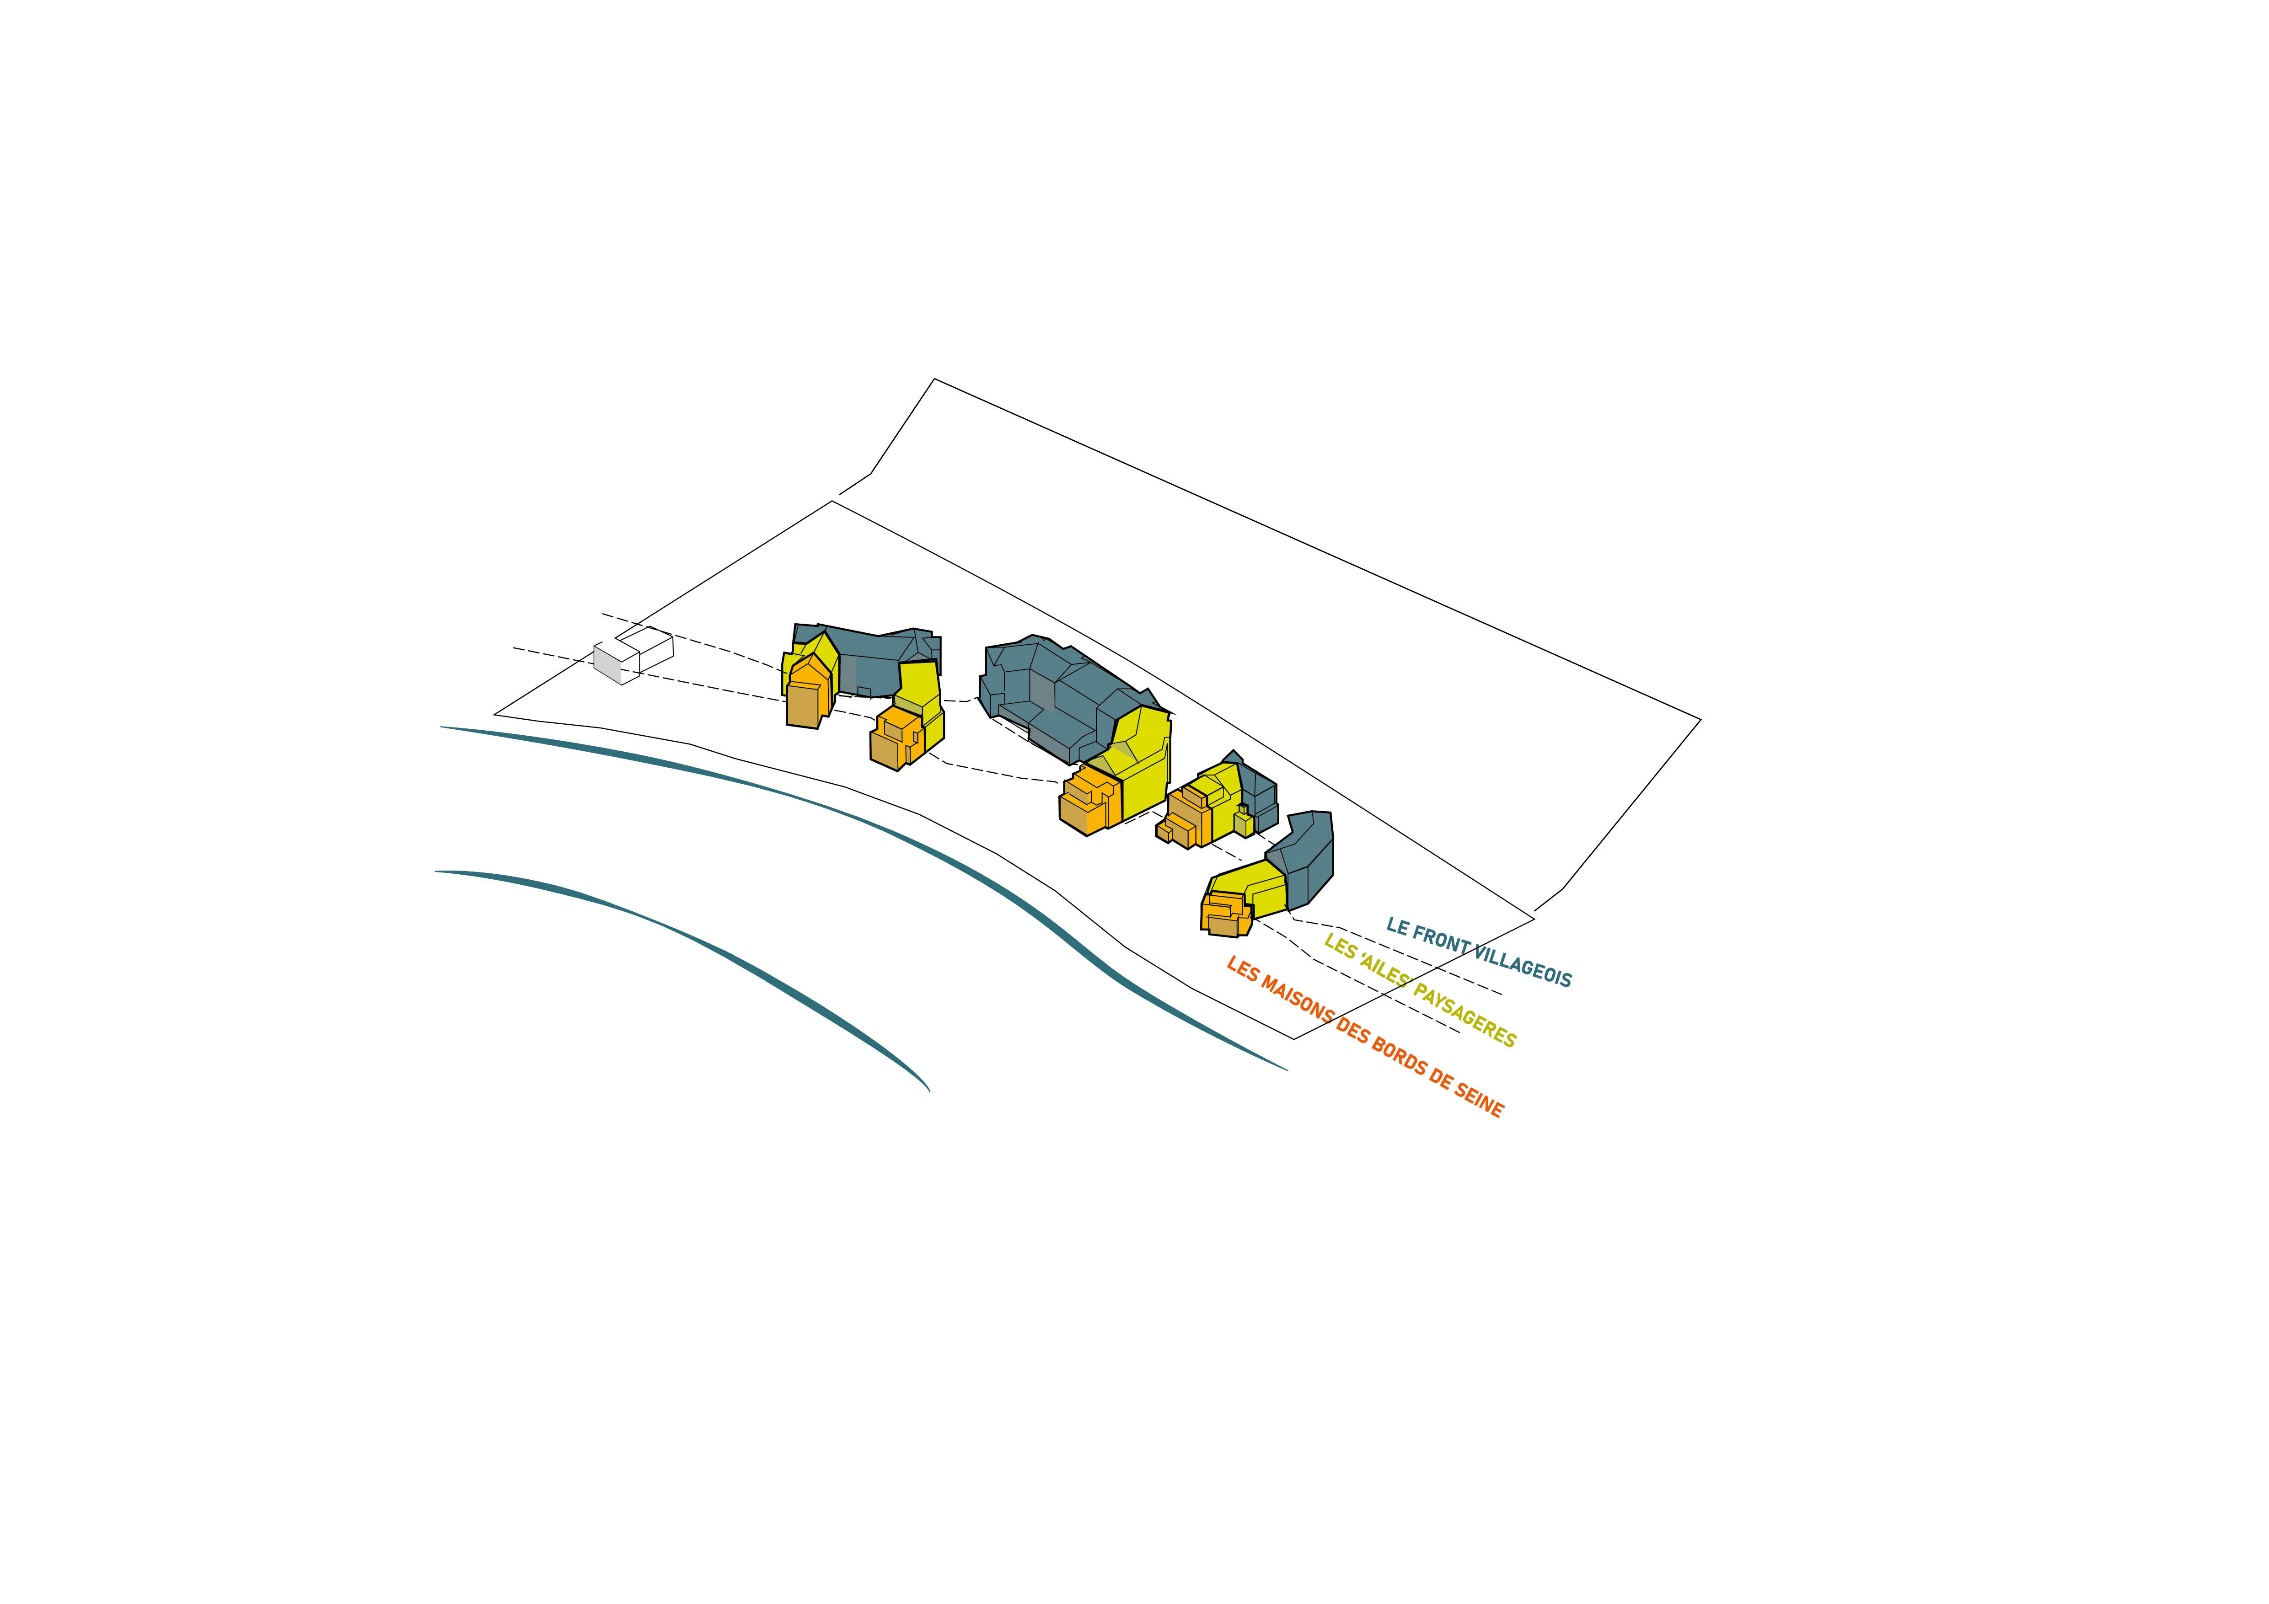 LE FRONT VILLAGEOIS
LES 'AILES' PAYSAGERES
LES MAISONS DES BORDS DE SEINE